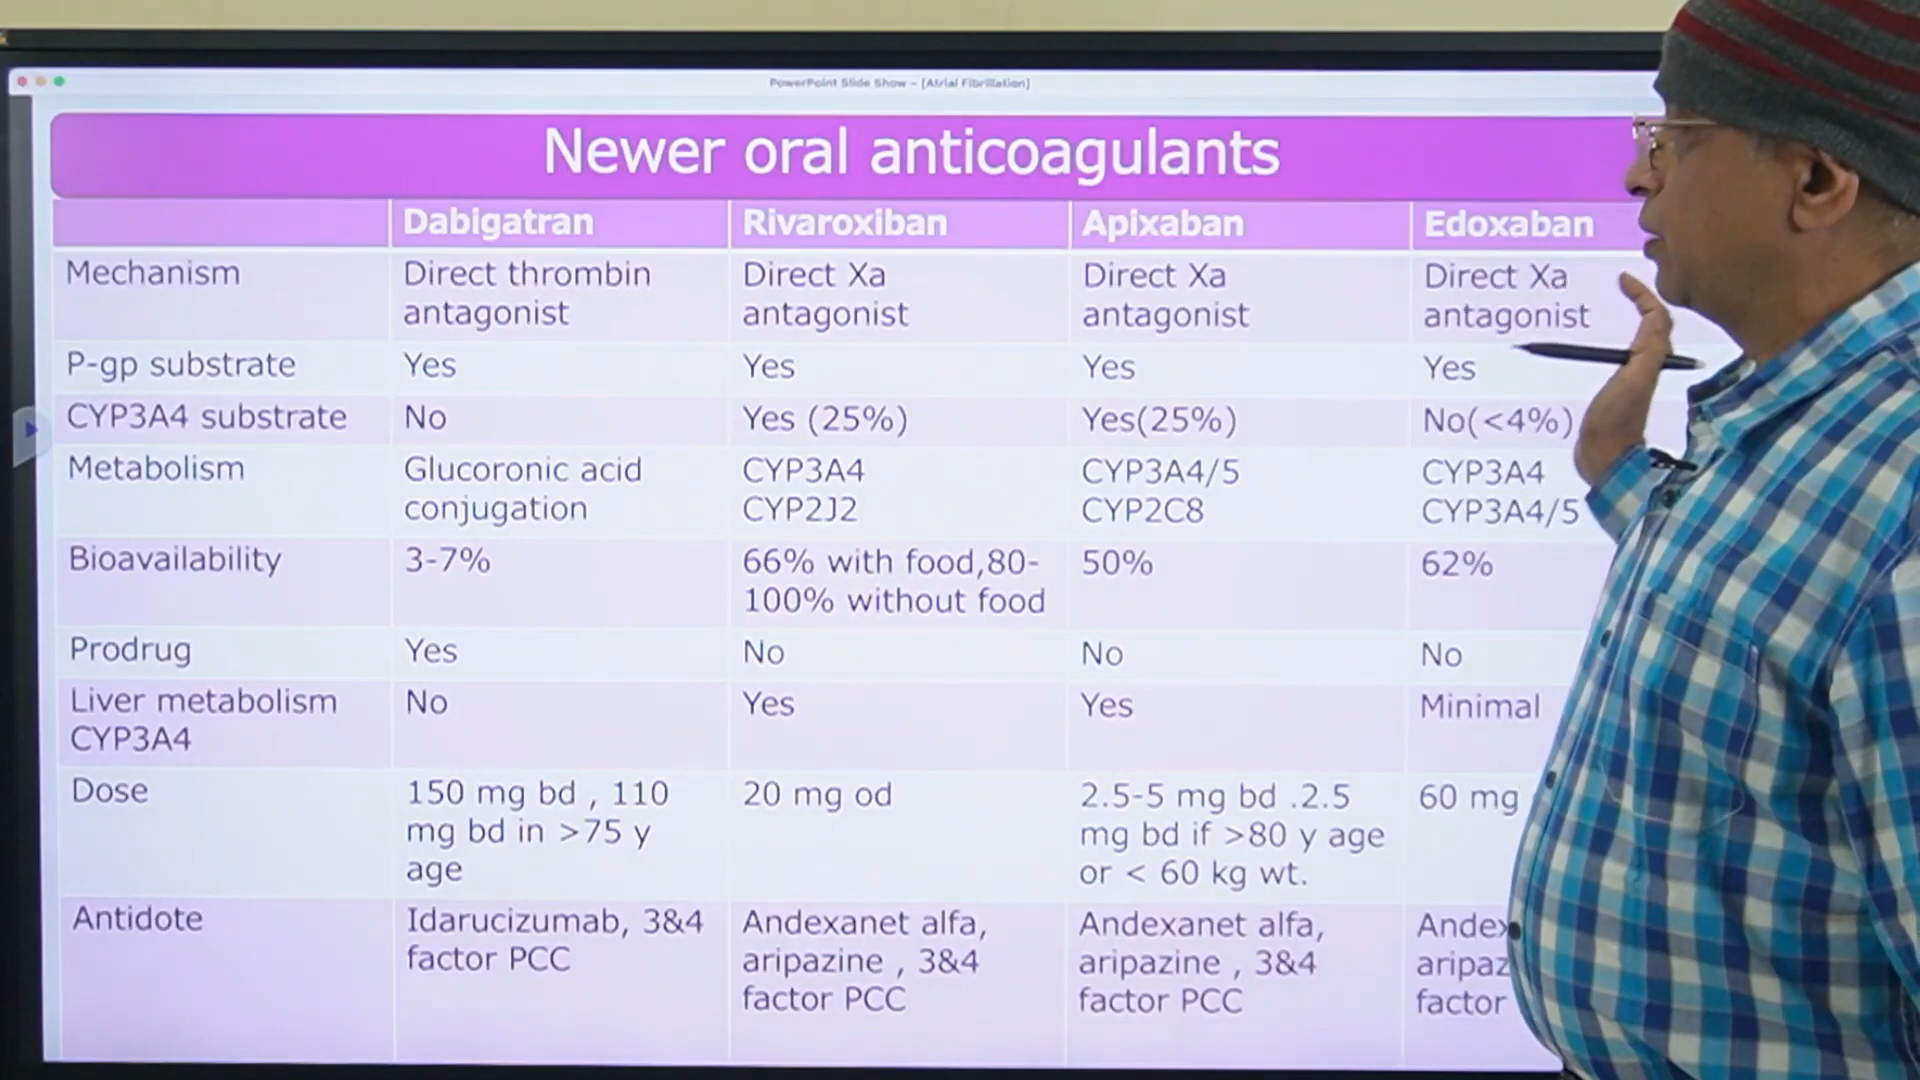 PowerPoint Slide Show - [Atrial Fibrillation]
Newer oral anticoagulants
Dabigatran Rivaroxiban Apixaban Edoxaban
Mechanism Direct thrombin antagonist Direct Xa antagonist Direct Xa antagonist Direct Xa antagonist
P-gp substrate Yes Yes Yes Yes
CYP3A4 substrate No Yes (25%) Yes(25%) No(<4%)
Metabolism Glucoronic acid conjugation CYP3A4 CYP2J2 CYP3A4/5 CYP2C8 CYP3A4 CYP3A4/5
Bioavailability 3-7% 66% with food,80-100% without food 50% 62%
Prodrug Yes No No No
Liver metabolism CYP3A4 No Yes Yes Minimal
Dose 150 mg bd , 110 mg bd in >75 y age 20 mg od 2.5-5 mg bd .2.5 mg bd if >80 y age or < 60 kg wt. 60 mg
Antidote Idarucizumab, 3&4 factor PCC Andexanet alfa, aripazine , 3&4 factor PCC Andexanet alfa, aripazine , 3&4 factor PCC factor